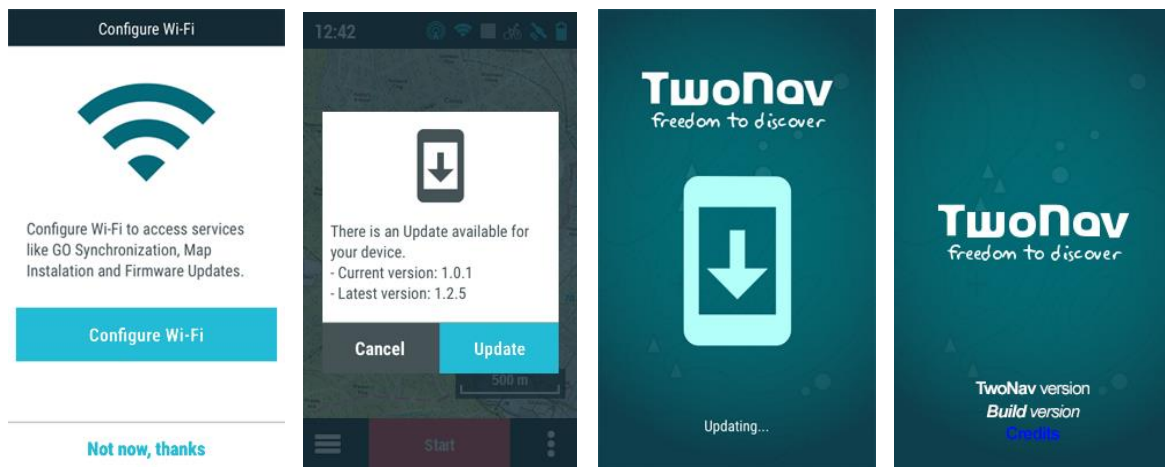 Configure Wi-Fi
Configure Wi-Fi to access services
like GO Synchronization, Map
Instalation and Firmware Updates.
Configure Wi-Fi
Not now, thanks
12:42
There is an Update available for
your device.
- Current version: 1.0.1
- Latest version: 1.2.5
Cancel
Update
500 m
Start
TwoNav
freedom to discover
Updating...
TwoNav
freedom to discover
TwoNav version
Build version
Credits